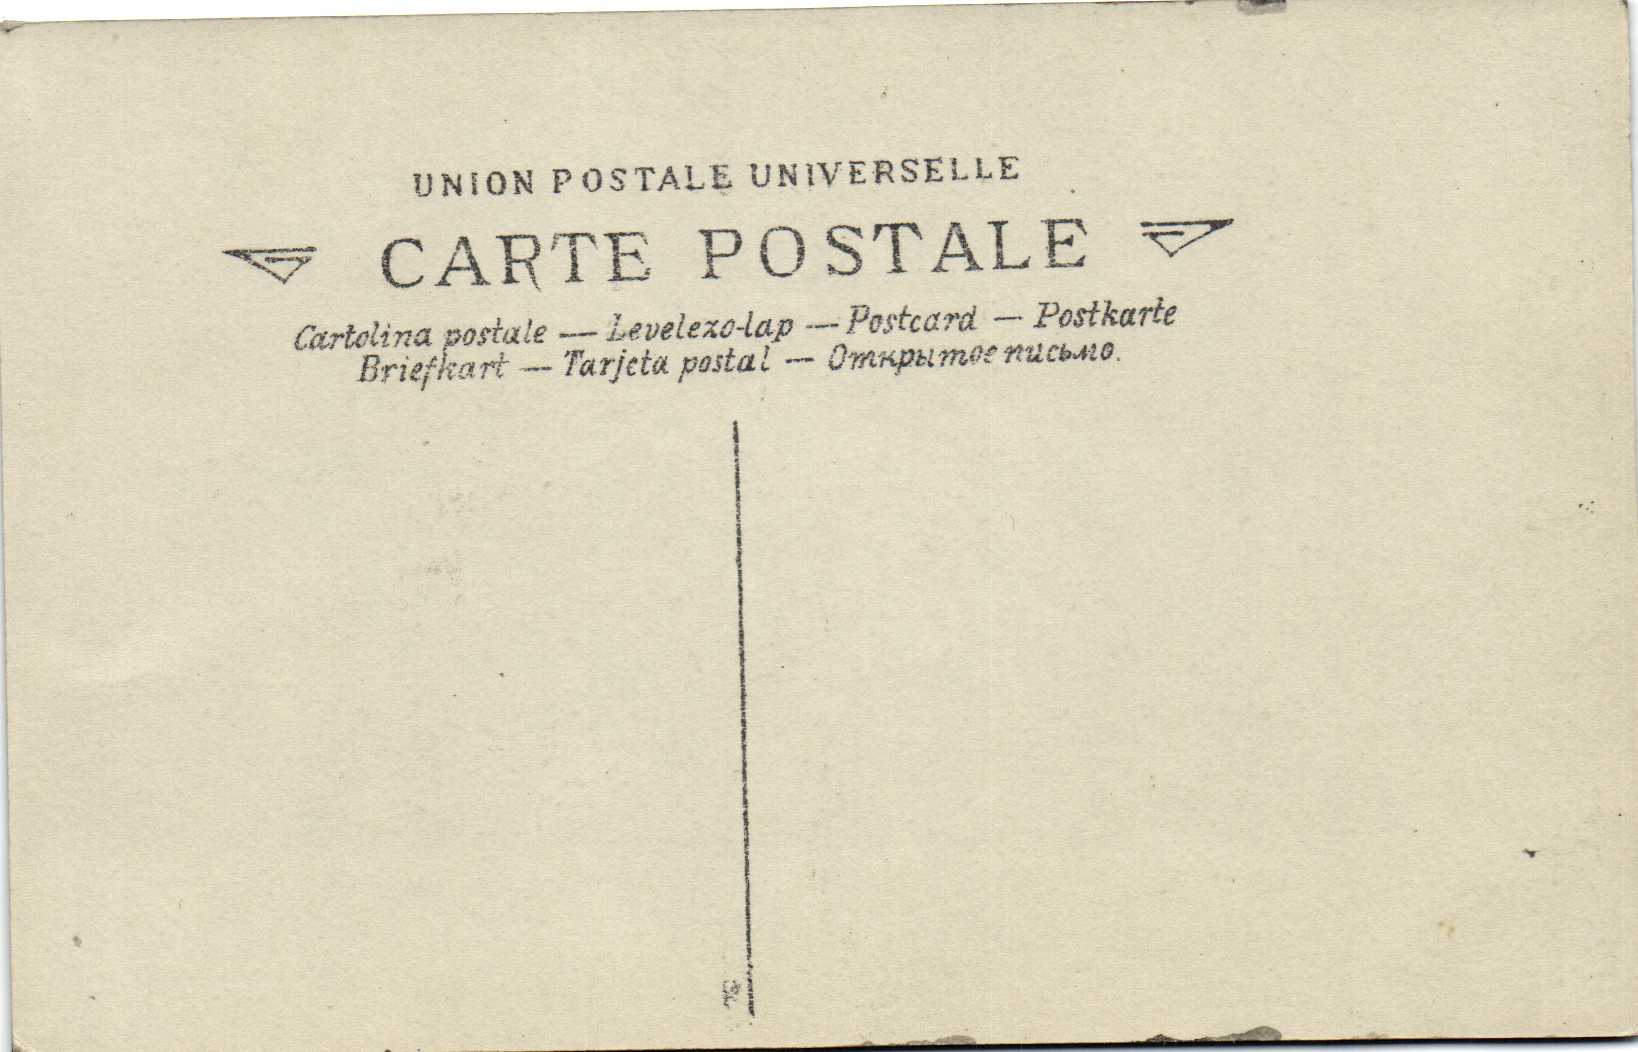 UNION POSTALE UNIVERSELLE
CARTE POSTALE
Cartolina postale — Levelezo-lap — Postcard — Postkarte
Briefkart — Tarjeta postal — Открытое письмо.